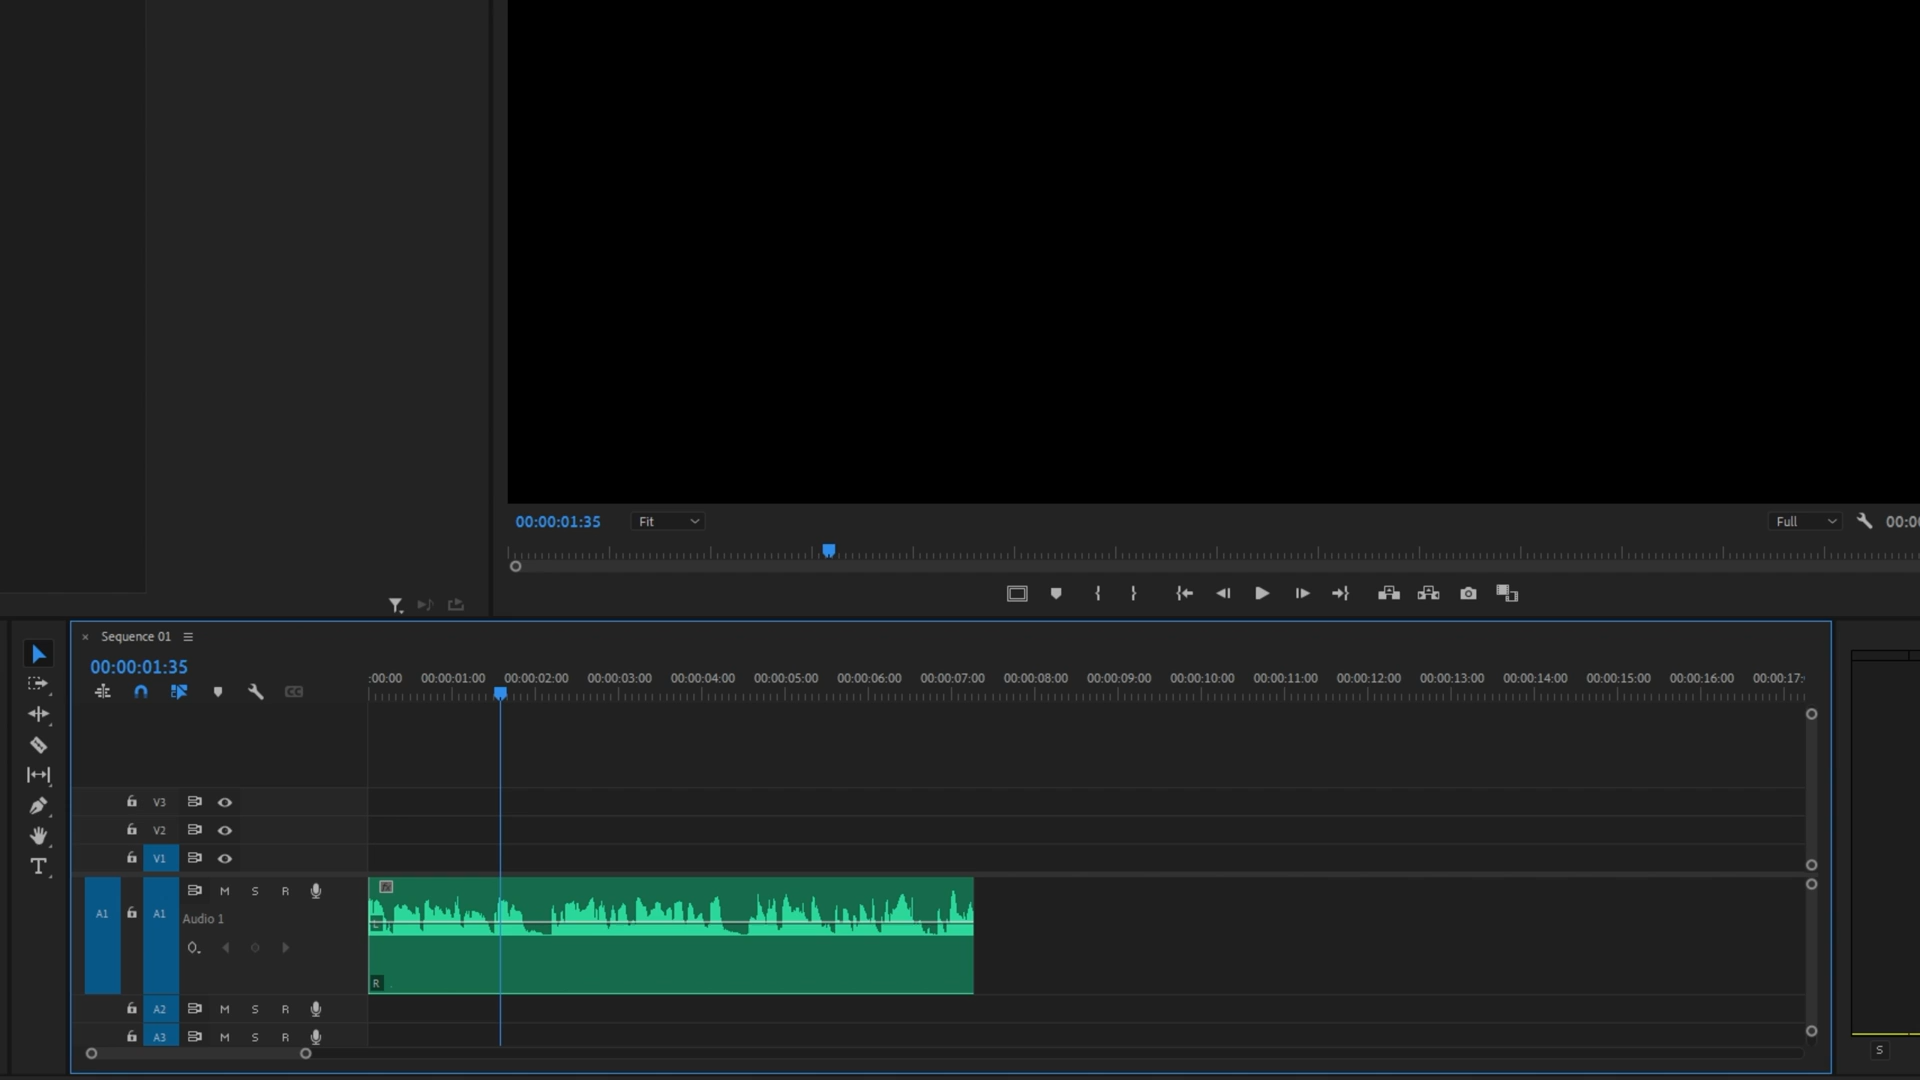 00:00:01:35 Fit Full 00:0
Sequence 01
00:00:01:35
:00:00 00:00:01:00 00:00:02:00 00:00:03:00 00:00:04:00 00:00:05:00 00:00:06:00 00:00:07:00 00:00:08:00 00:00:09:00 00:00:10:00 00:00:11:00 00:00:12:00 00:00:13:00 00:00:14:00 00:00:15:00 00:00:16:00 00:00:17:
CC
V3
V2
V1
M S R fx
A1 A1
Audio 1
L
R
A2 M S R
A3 M S R
S
T